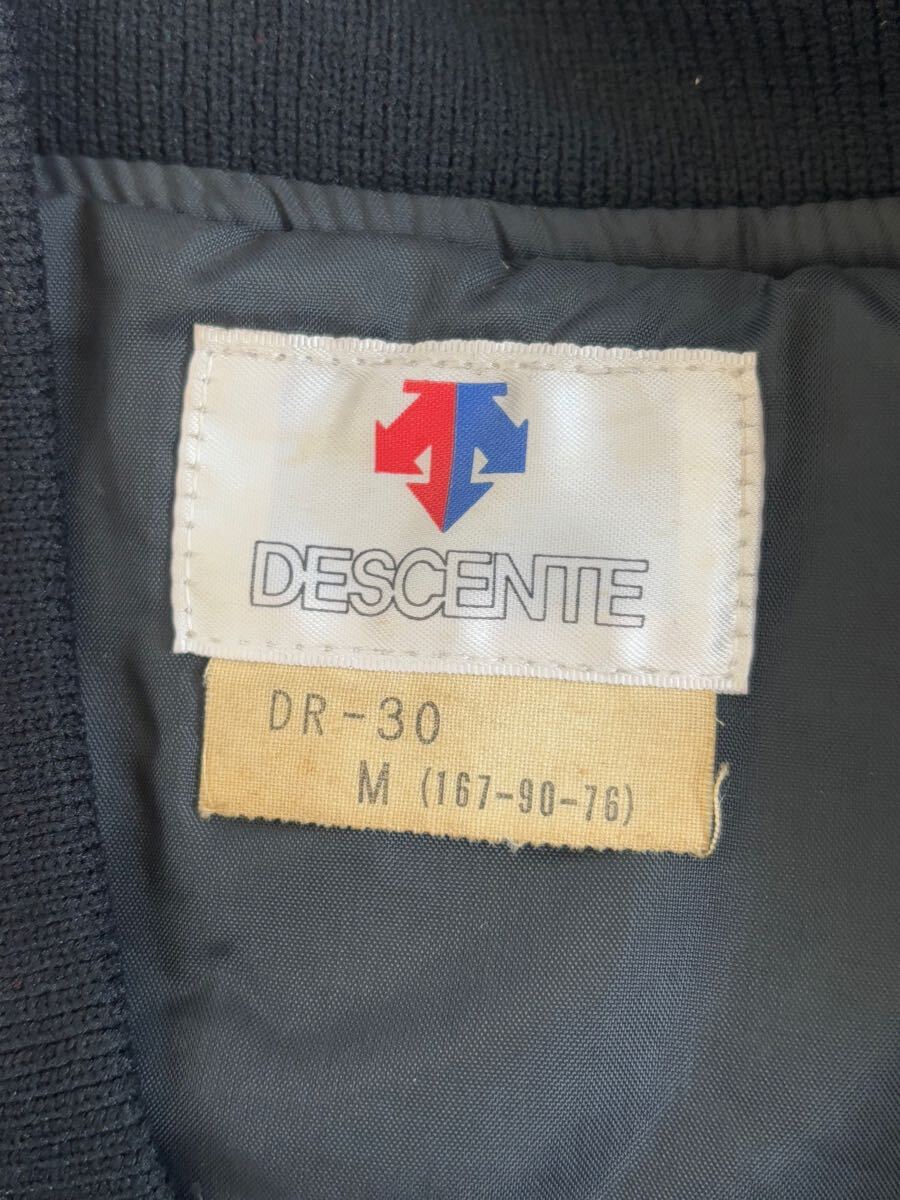 DESCENTE
DR-30
M (167-90-76)